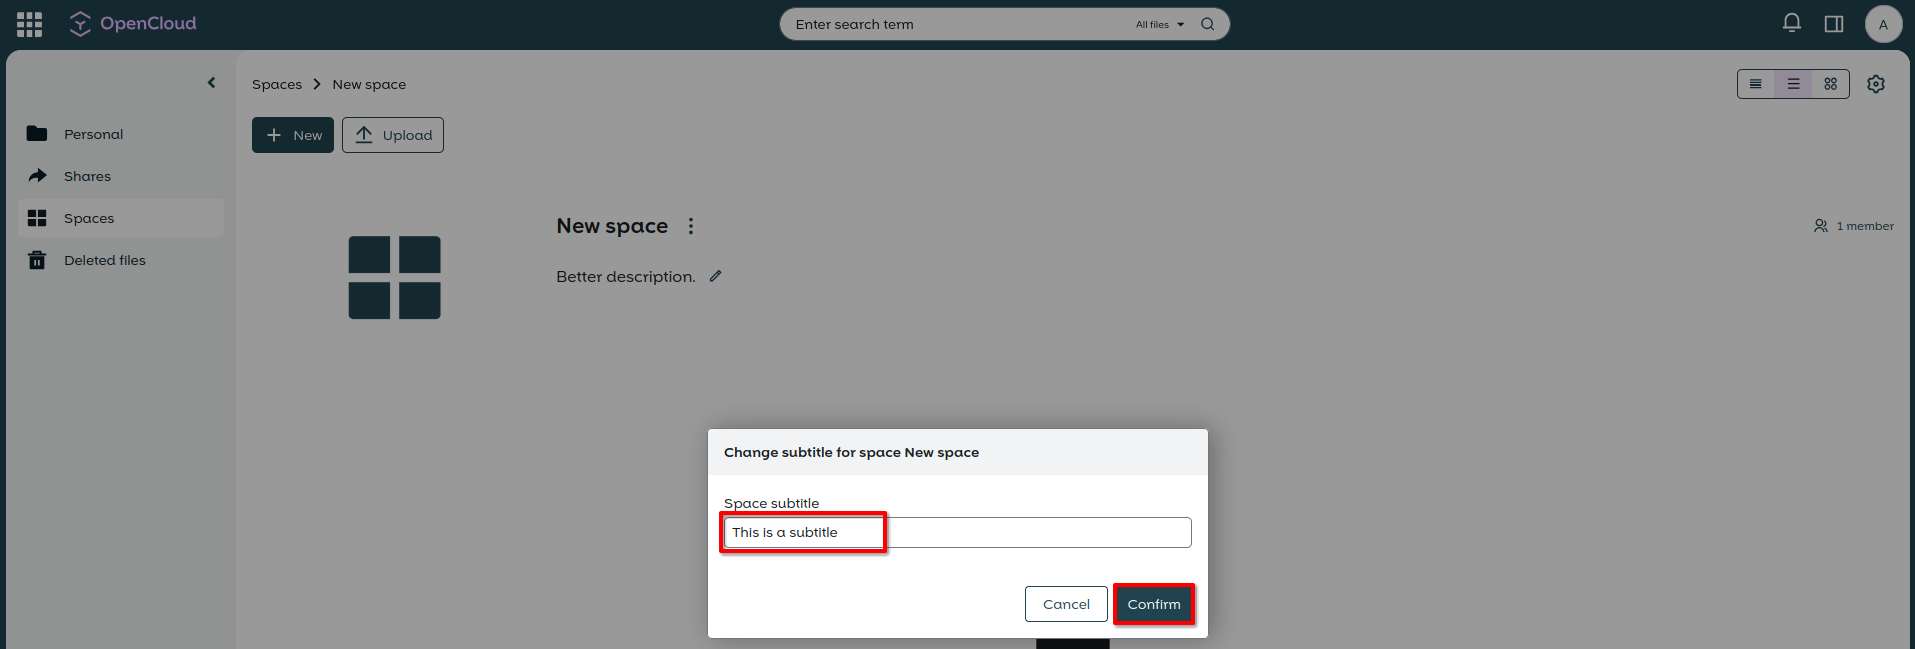 OpenCloud
Enter search term
All files
A
Spaces
New space
New
Upload
Personal
Shares
Spaces
Deleted files
New space
1 member
Better description.
Change subtitle for space New space
Space subtitle
This is a subtitle
Cancel
Confirm